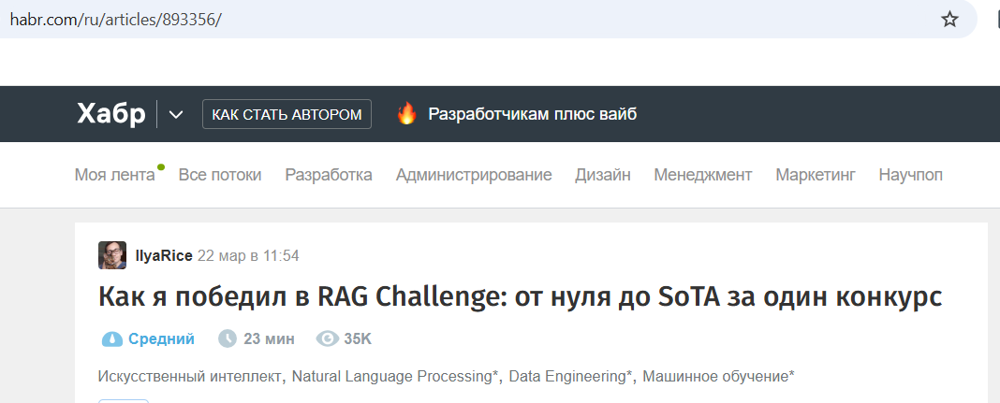 habr.com/ru/articles/893356/
Хабр КАК СТАТЬ АВТОРОМ Разработчикам плюс вайб
Моя лента Все потоки Разработка Администрирование Дизайн Менеджмент Маркетинг Научпоп
IlyaRice 22 мар в 11:54
Как я победил в RAG Challenge: от нуля до SoTA за один конкурс
Средний 23 мин 35K
Искусственный интеллект, Natural Language Processing*, Data Engineering*, Машинное обучение*